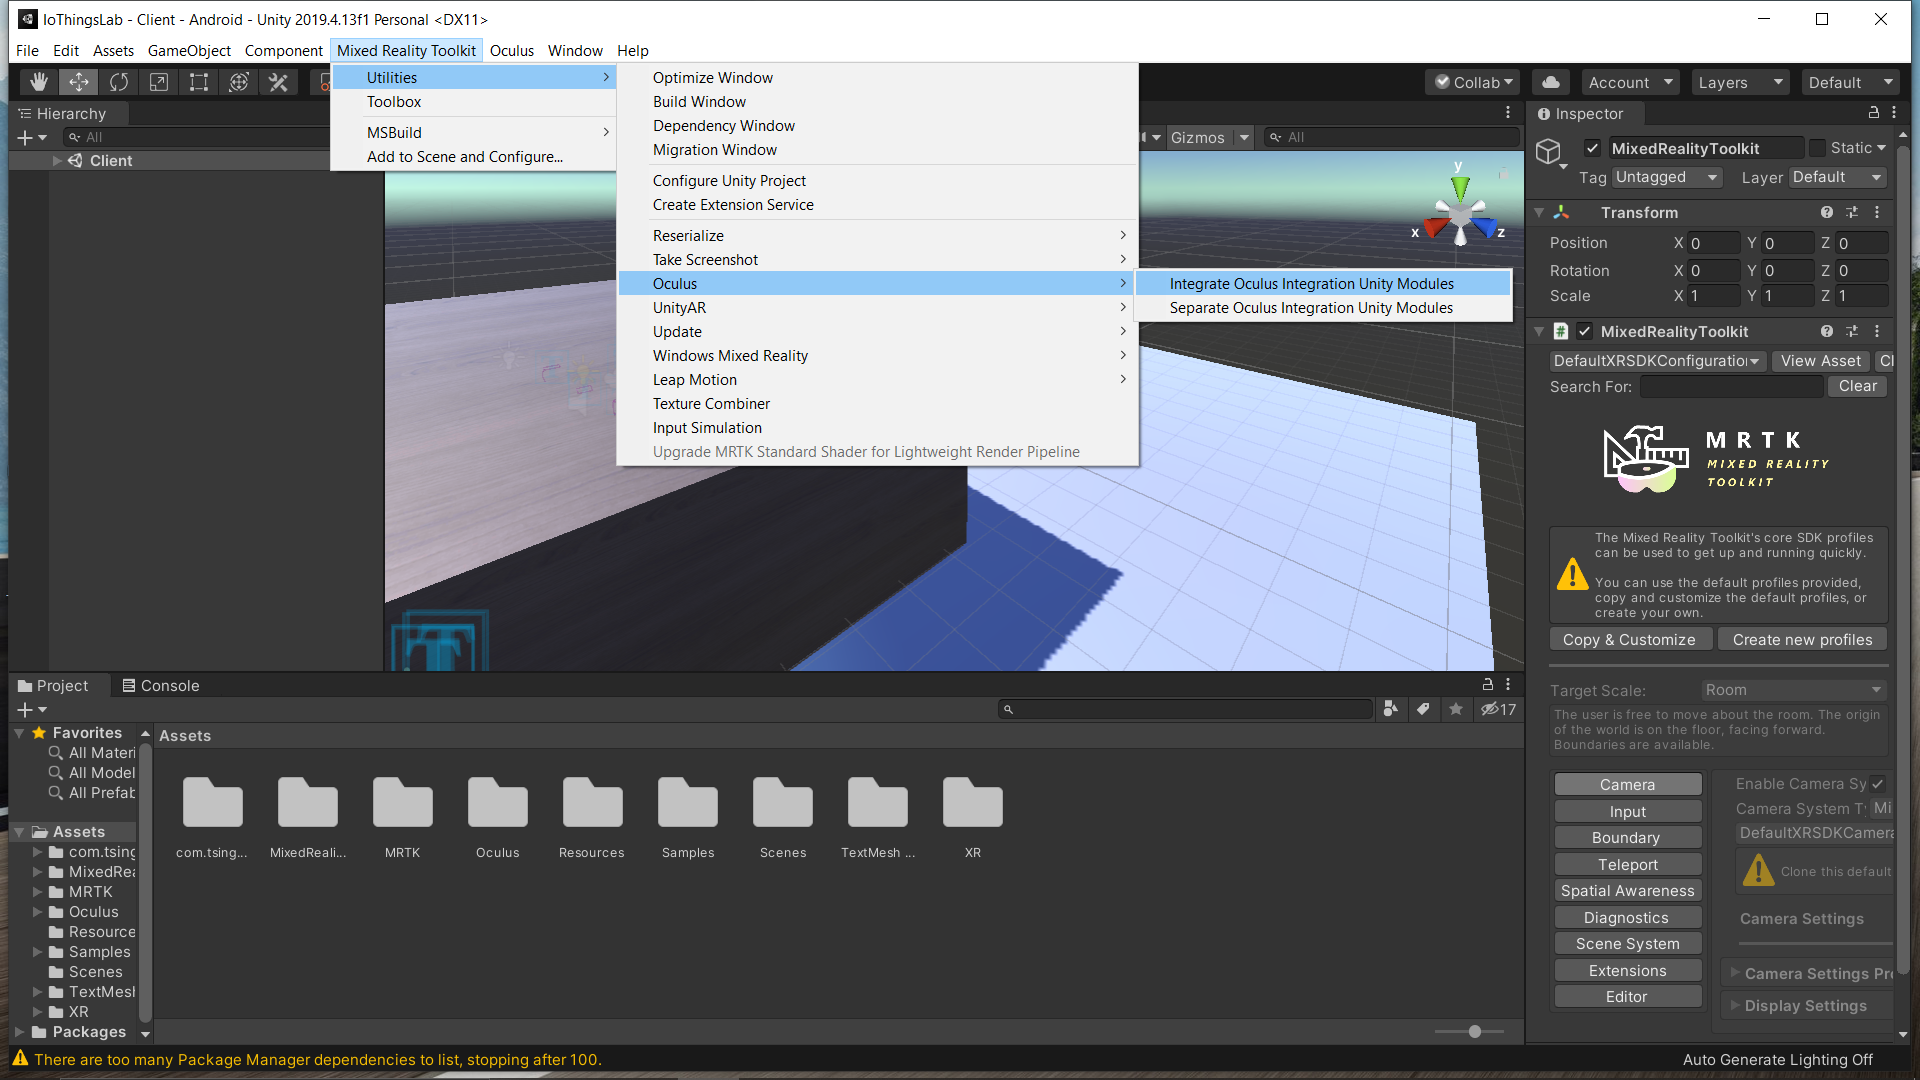 IoThingsLab - Client - Android - Unity 2019.4.13f1 Personal <DX11>
File Edit Assets GameObject Component Mixed Reality Toolkit Oculus Window Help
Utilities
Toolbox
MSBuild
Add to Scene and Configure...
Optimize Window
Build Window
Dependency Window
Migration Window
Configure Unity Project
Create Extension Service
Reserialize
Take Screenshot
Oculus
UnityAR
Update
Windows Mixed Reality
Leap Motion
Texture Combiner
Input Simulation
Upgrade MRTK Standard Shader for Lightweight Render Pipeline
Integrate Oculus Integration Unity Modules
Separate Oculus Integration Unity Modules
Collab Account Layers Default
Hierarchy
All
Client
Gizmos All
y
x z
Inspector
MixedRealityToolkit Static
Tag Untagged Layer Default
Transform
Position X 0 Y 0 Z 0
Rotation X 0 Y 0 Z 0
Scale X 1 Y 1 Z 1
# MixedRealityToolkit
DefaultXRSDKConfiguration View Asset Cl
Search For: Clear
MRTK
MIXED REALITY
TOOLKIT
The Mixed Reality Toolkit's core SDK profiles
can be used to get up and running quickly.
You can use the default profiles provided,
copy and customize the default profiles, or
create your own.
Copy & Customize Create new profiles
Target Scale: Room
The user is free to move about the room. The origin
of the world is on the floor, facing forward.
Boundaries are available.
Camera
Input
Boundary
Teleport
Spatial Awareness
Diagnostics
Scene System
Extensions
Editor
Enable Camera Sy
Camera System T Mi
DefaultXRSDKCamera
Clone this default
Camera Settings
Camera Settings Pro
Display Settings
Project Console
17
Favorites
All Materi
All Model
All Prefab
Assets
com.tsing
MixedRea
MRTK
Oculus
Resource
Samples
Scenes
TextMesh
XR
Packages
Assets
com.tsing... MixedReali... MRTK Oculus Resources Samples Scenes TextMesh ... XR
There are too many Package Manager dependencies to list, stopping after 100.
Auto Generate Lighting Off